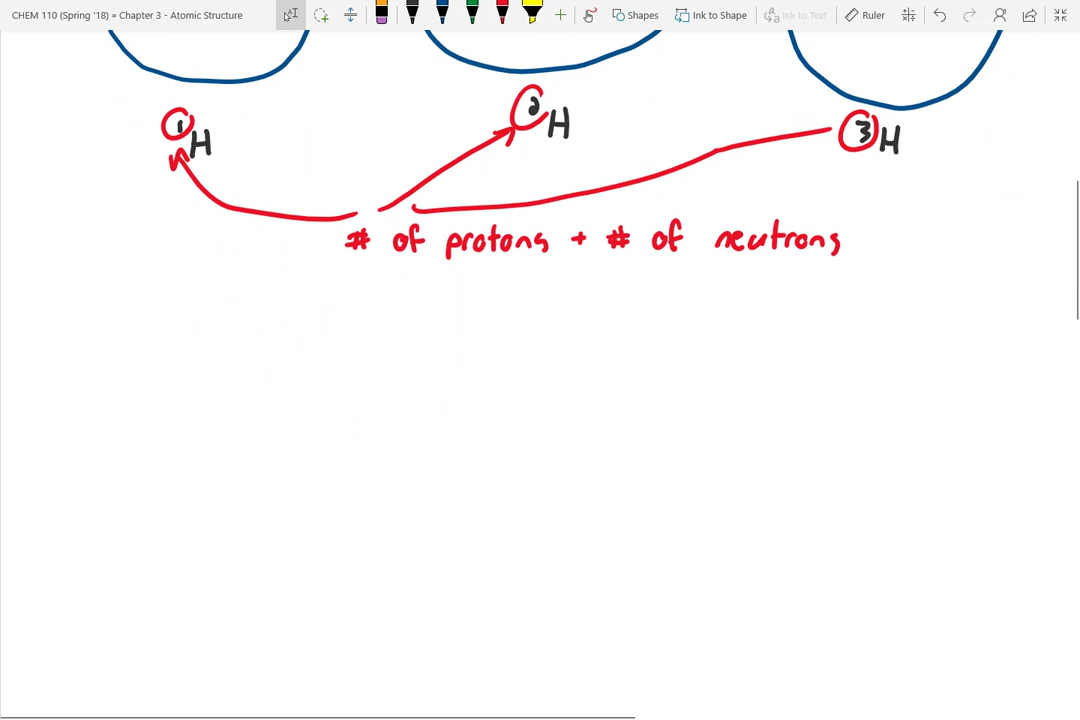 CHEM 110 (Spring '18) » Chapter 3 - Atomic Structure
Shapes
Ink to Shape
Ink to Text
Ruler
1H
2H
3H
# of protons + # of neutrons